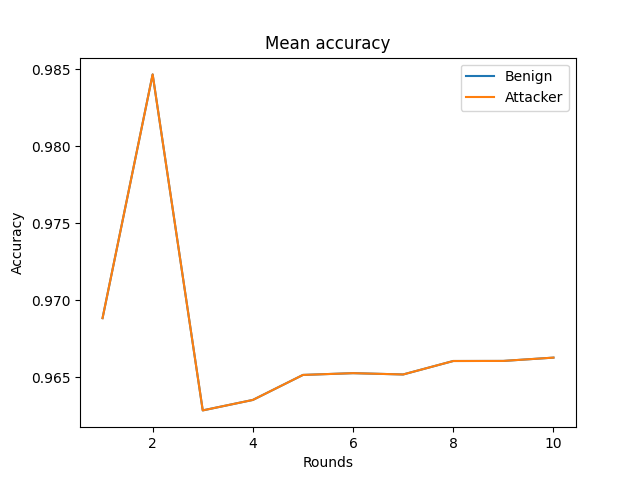 Mean accuracy
Benign
Attacker
Accuracy
0.985
0.980
0.975
0.970
0.965
2 4 6 8 10
Rounds